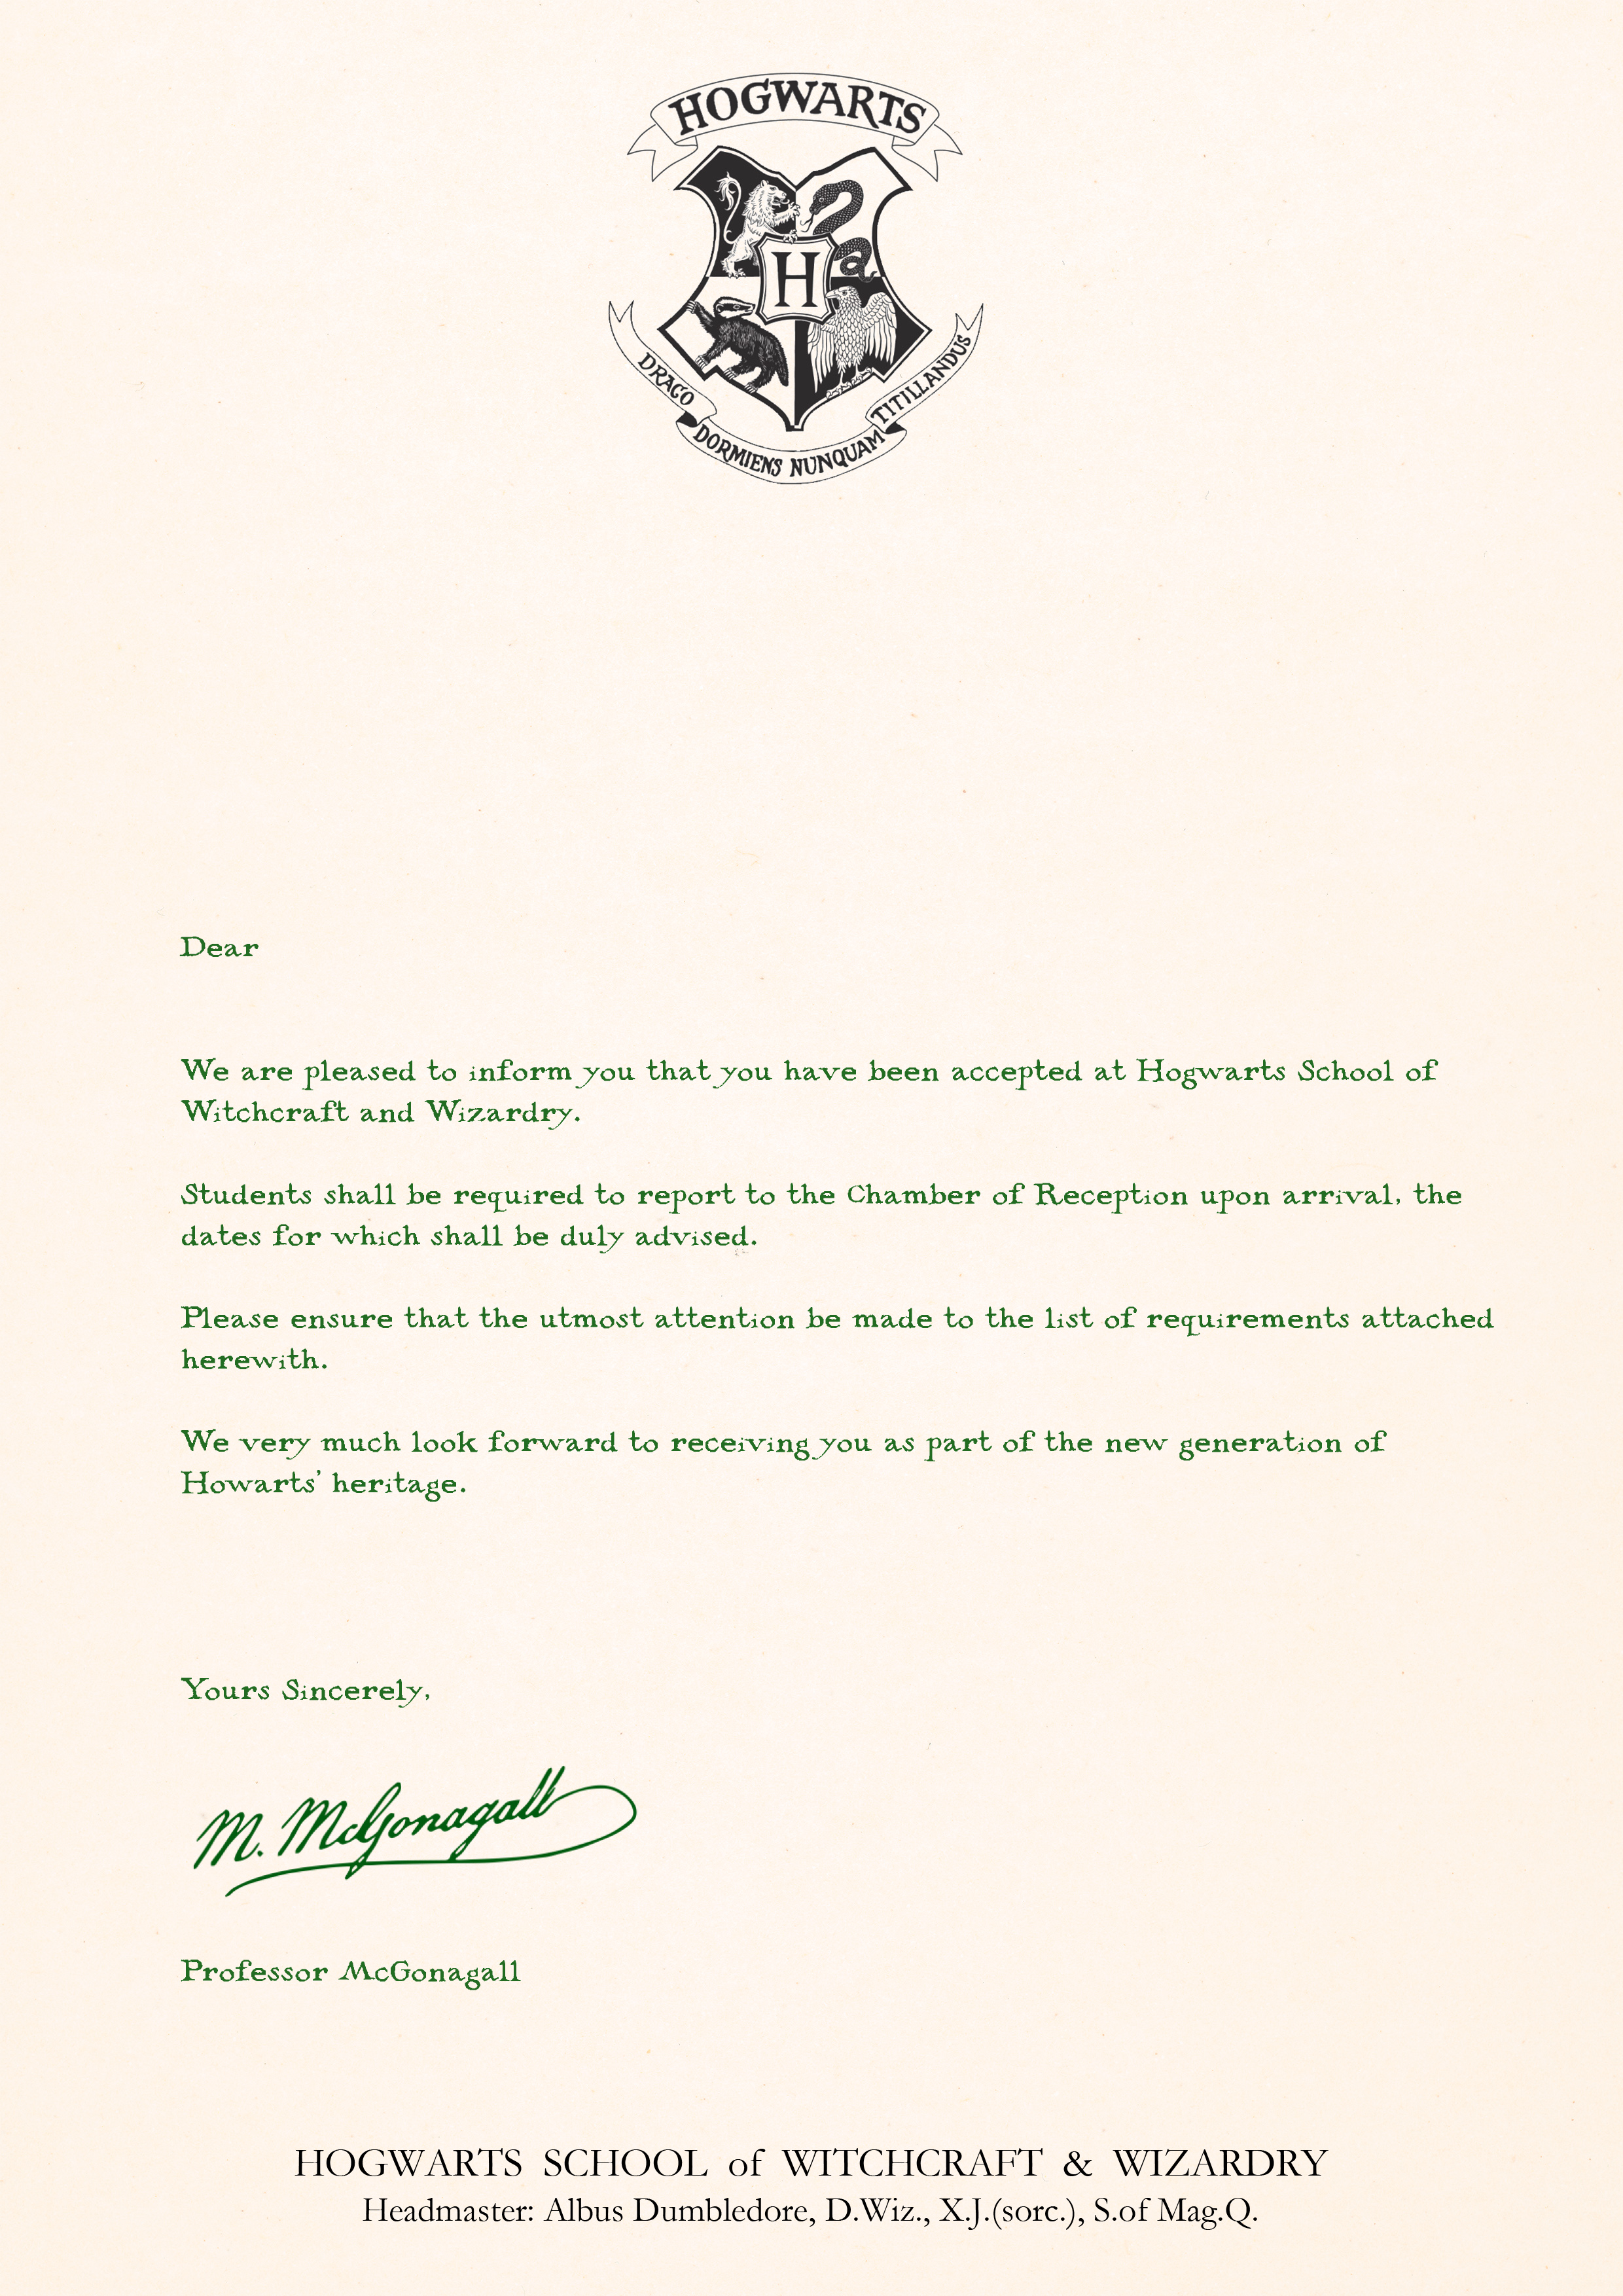 HOGWARTS
H
DRACO
DORMIENS NUNQUAM
TITILLANDUS
Dear
We are pleased to inform you that you have been accepted at Hogwarts School of
Witchcraft and Wizardry.
Students shall be required to report to the Chamber of Reception upon arrival, the
dates for which shall be duly advised.
Please ensure that the utmost attention be made to the list of requirements attached
herewith.
We very much look forward to receiving you as part of the new generation of
Howarts’ heritage.
Yours Sincerely,
M. McGonagall
Professor McGonagall
HOGWARTS SCHOOL of WITCHCRAFT & WIZARDRY
Headmaster: Albus Dumbledore, D.Wiz., X.J.(sorc.), S.of Mag.Q.